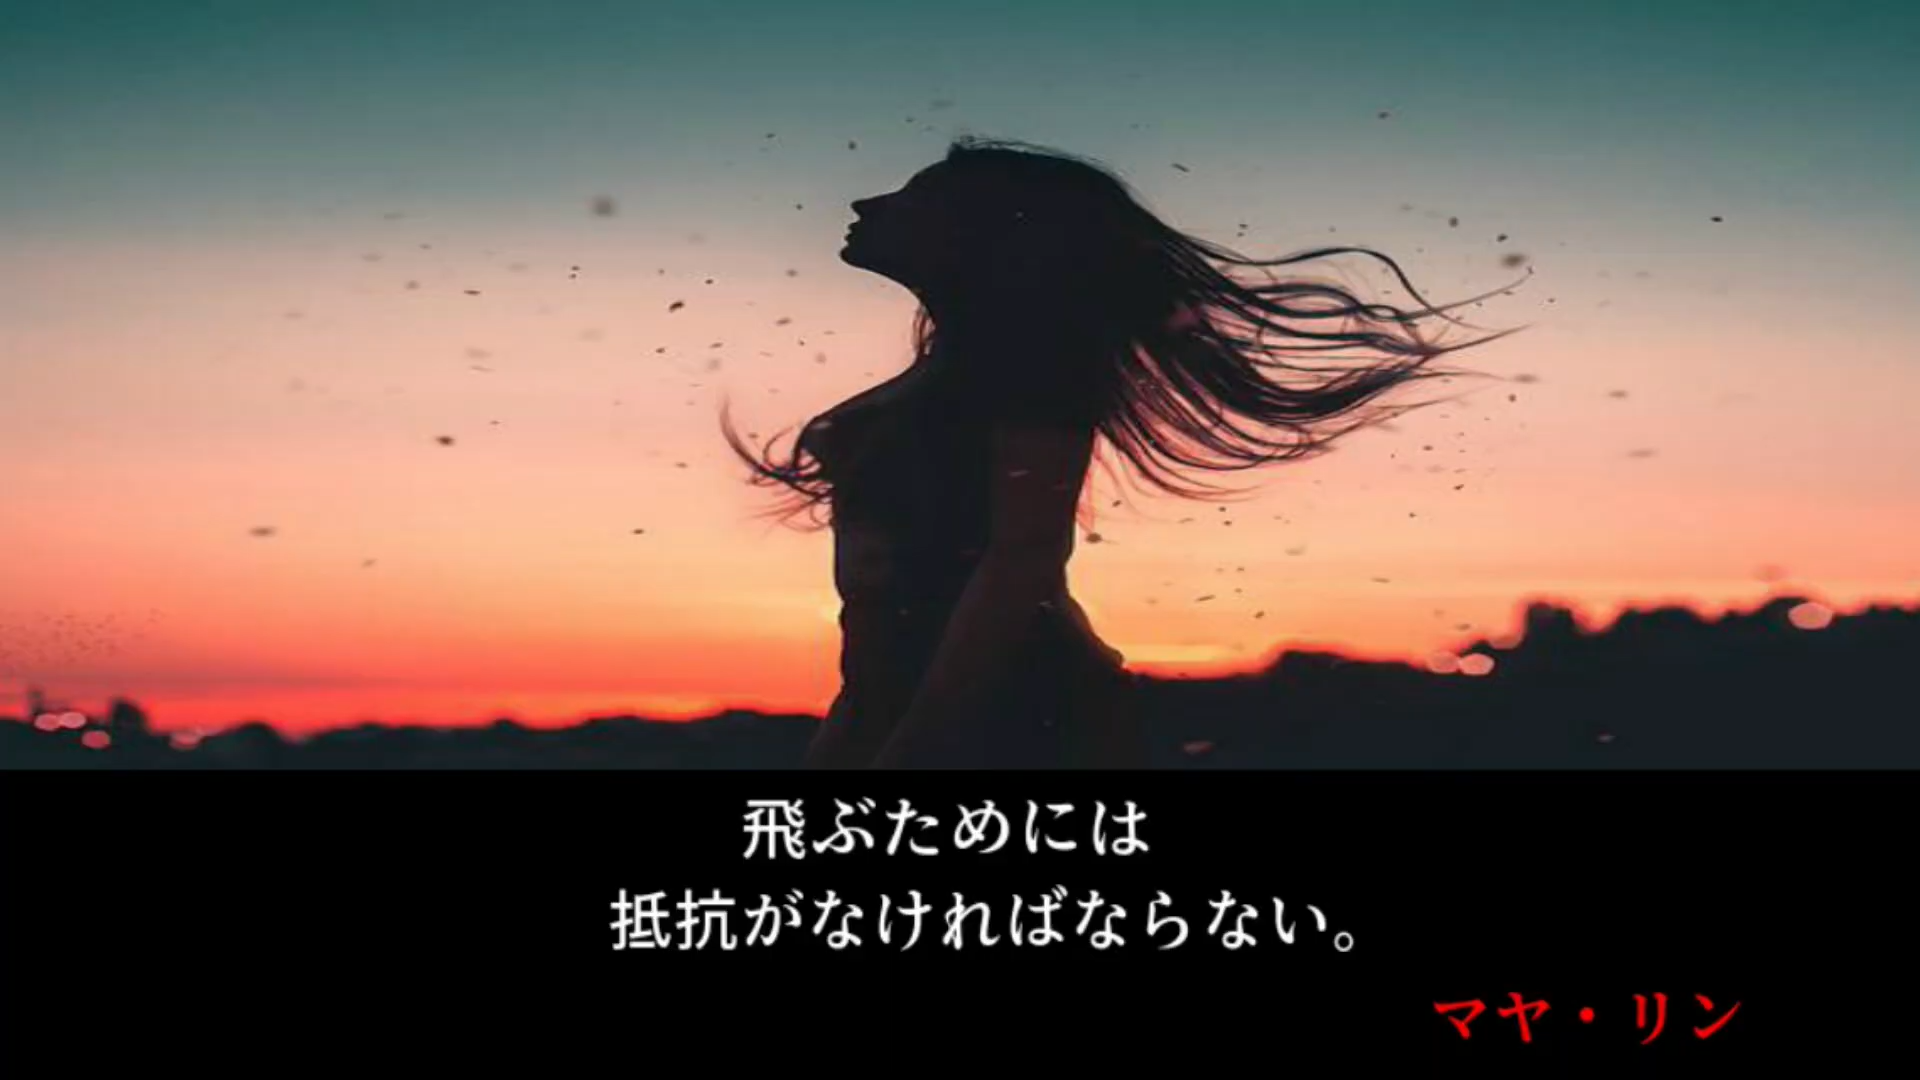 飛ぶためには
抵抗がなければならない。
マヤ・リン